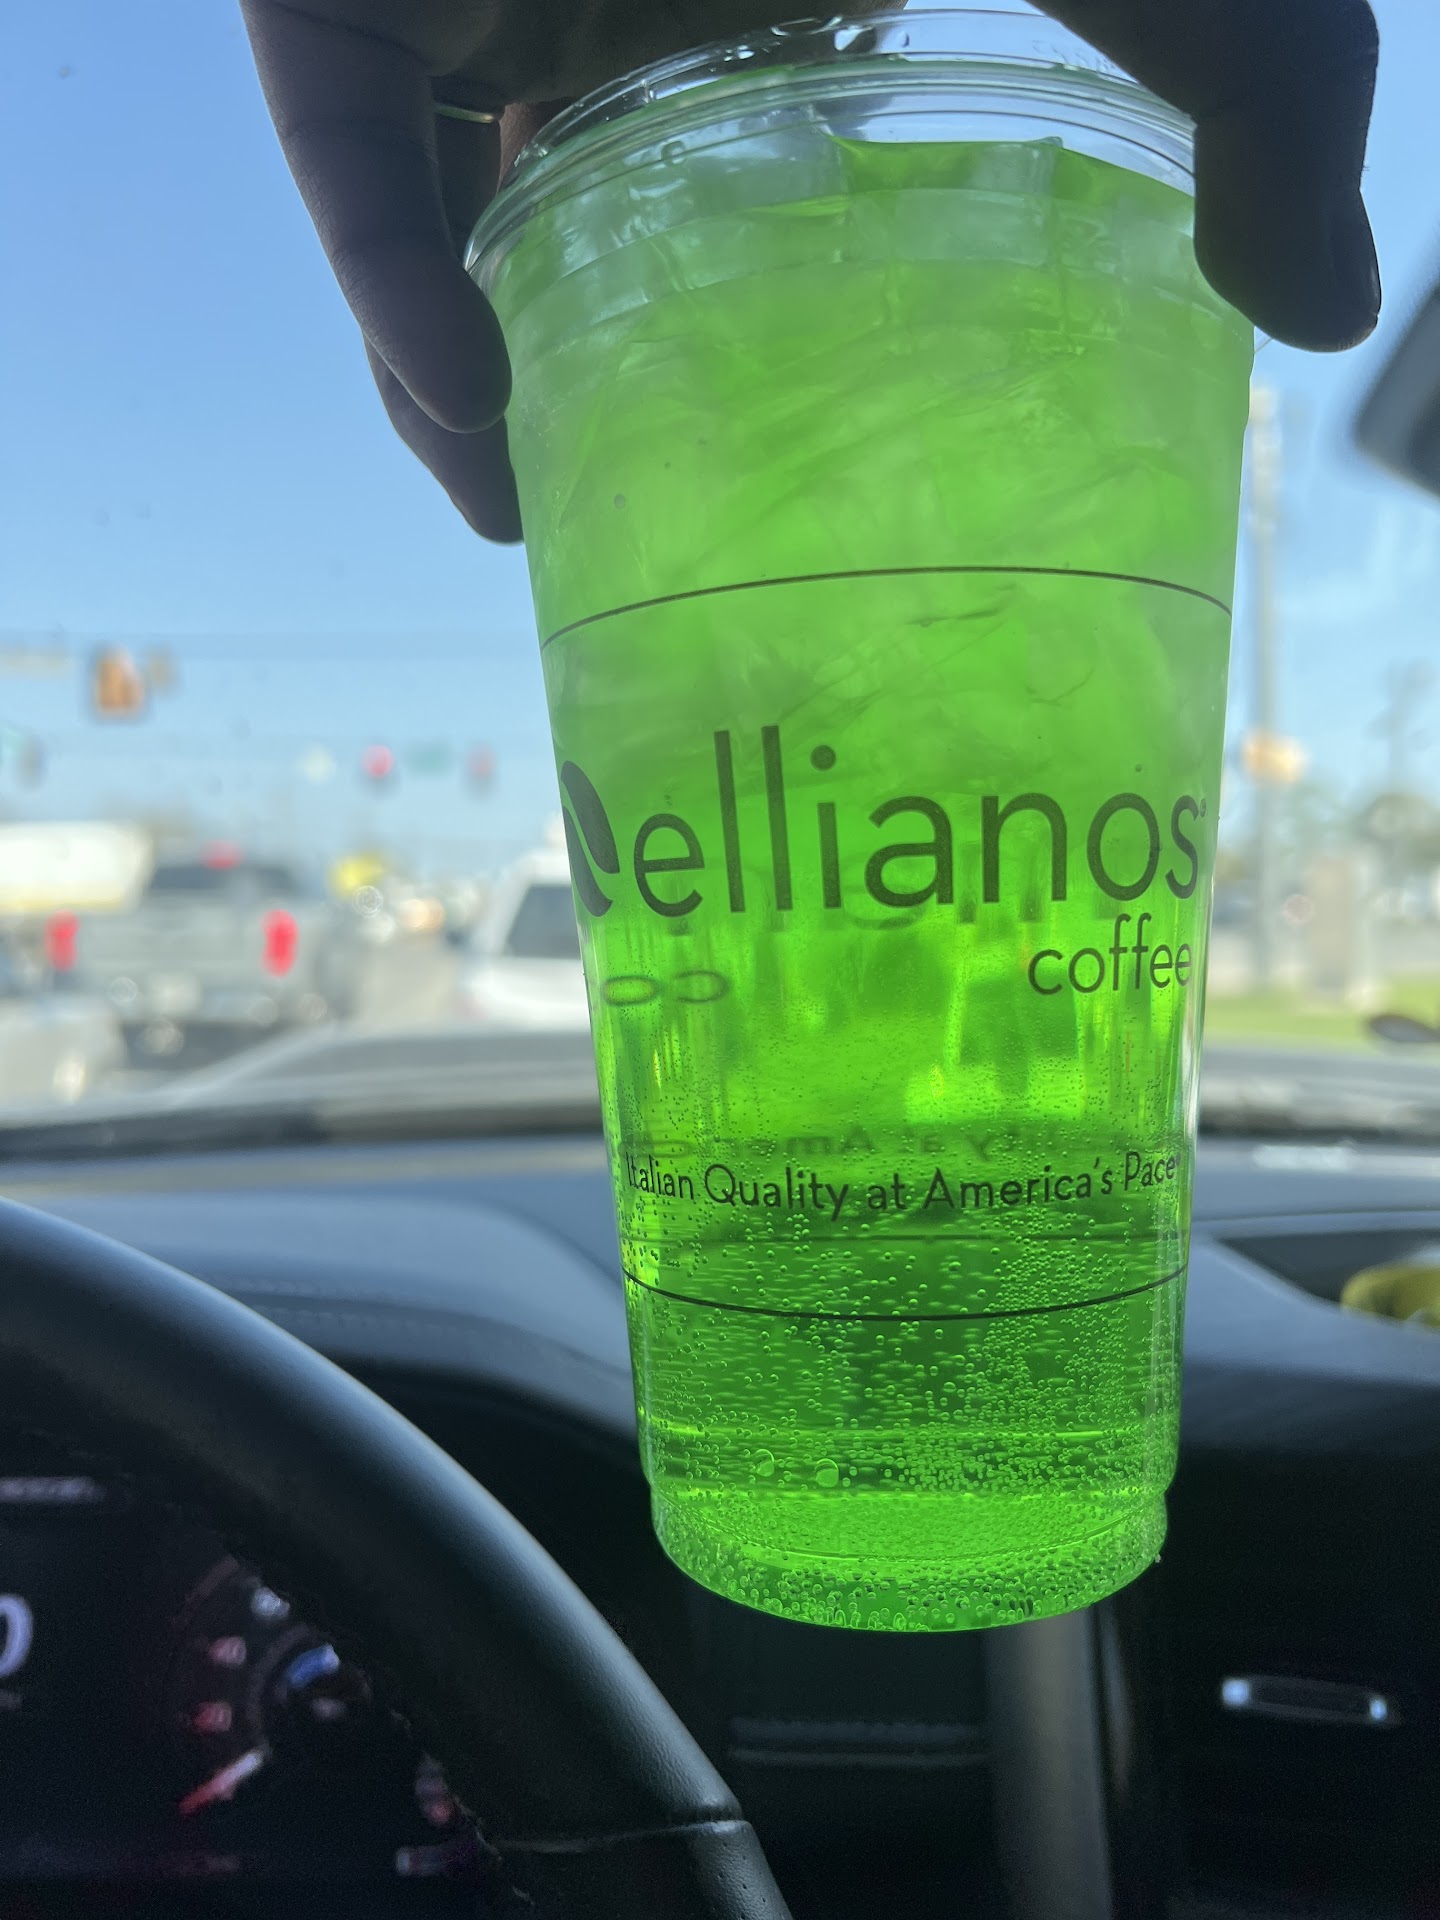 ellianos®
coffee
Italian Quality at America's Pace®